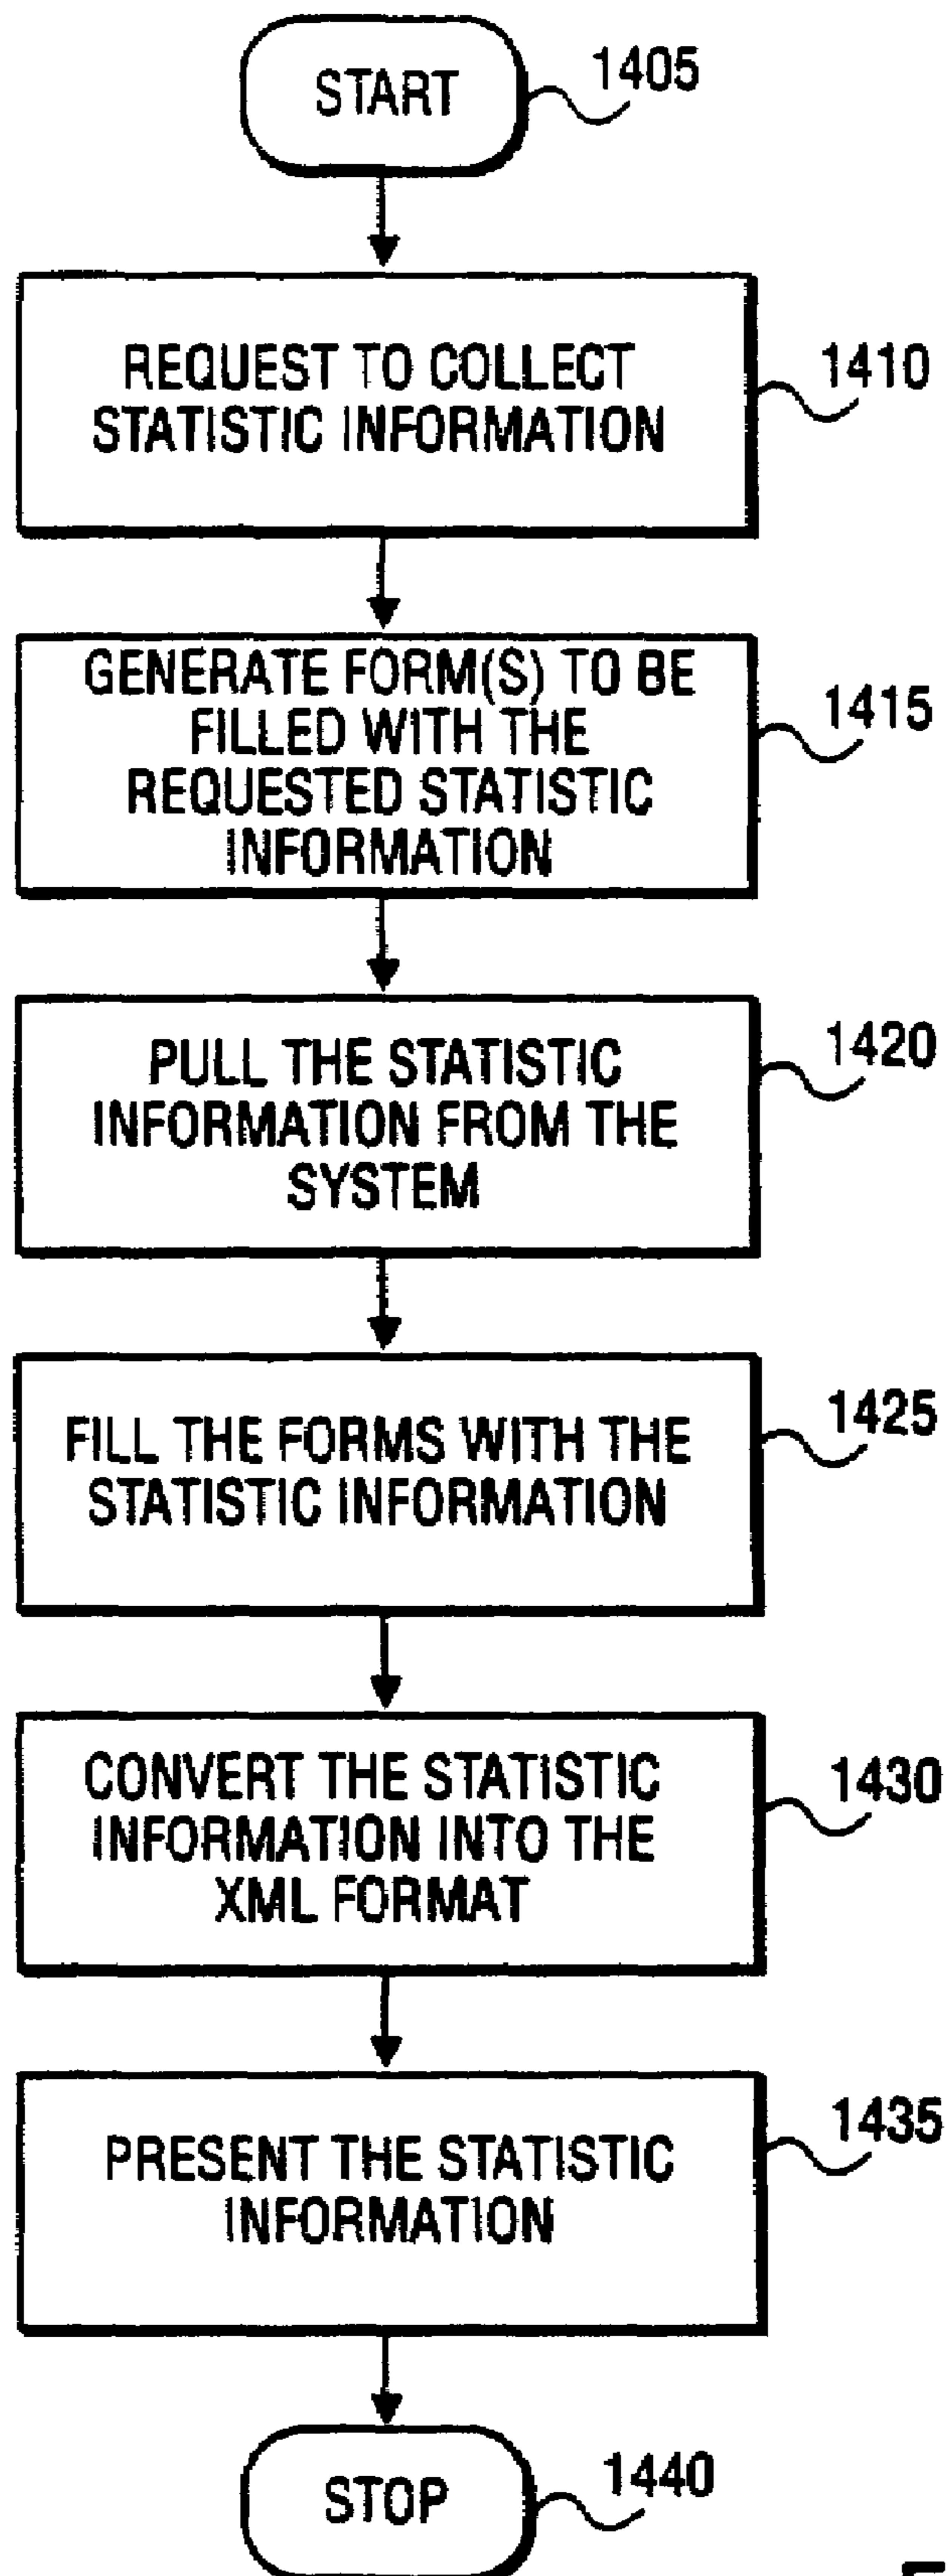 START
1405
REQUEST TO COLLECT
STATISTIC INFORMATION
1410
GENERATE FORM(S) TO BE
FILLED WITH THE
REQUESTED STATISTIC
INFORMATION
1415
PULL THE STATISTIC
INFORMATION FROM THE
SYSTEM
1420
FILL THE FORMS WITH THE
STATISTIC INFORMATION
1425
CONVERT THE STATISTIC
INFORMATION INTO THE
XML FORMAT
1430
PRESENT THE STATISTIC
INFORMATION
1435
STOP
1440